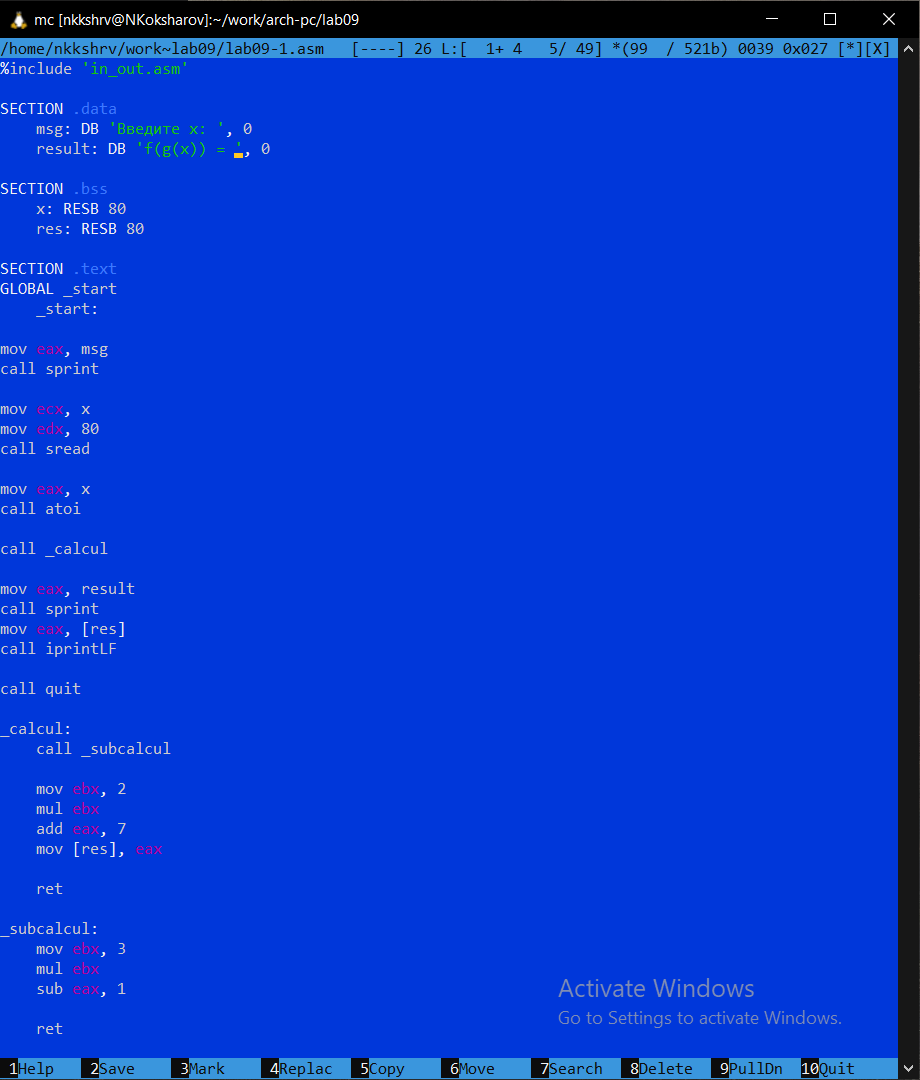 mc [nkkshrv@NKoksharov]:~/work/arch-pc/lab09
/home/nkkshrv/work~lab09/lab09-1.asm   [----] 26 L:[  1+ 4   5/ 49] *(99  / 521b) 0039 0x027 [*][X]
%include 'in_out.asm'
SECTION .data
    msg: DB 'Введите x: ', 0
    result: DB 'f(g(x)) = ', 0
SECTION .bss
    x: RESB 80
    res: RESB 80
SECTION .text
GLOBAL _start
    _start:
mov eax, msg
call sprint
mov ecx, x
mov edx, 80
call sread
mov eax, x
call atoi
call _calcul
mov eax, result
call sprint
mov eax, [res]
call iprintLF
call quit
_calcul:
    call _subcalcul
    mov ebx, 2
    mul ebx
    add eax, 7
    mov [res], eax
    ret
_subcalcul:
    mov ebx, 3
    mul ebx
    sub eax, 1
    ret
Activate Windows
Go to Settings to activate Windows.
1Help 2Save 3Mark 4Replac 5Copy 6Move 7Search 8Delete 9PullDn 10Quit